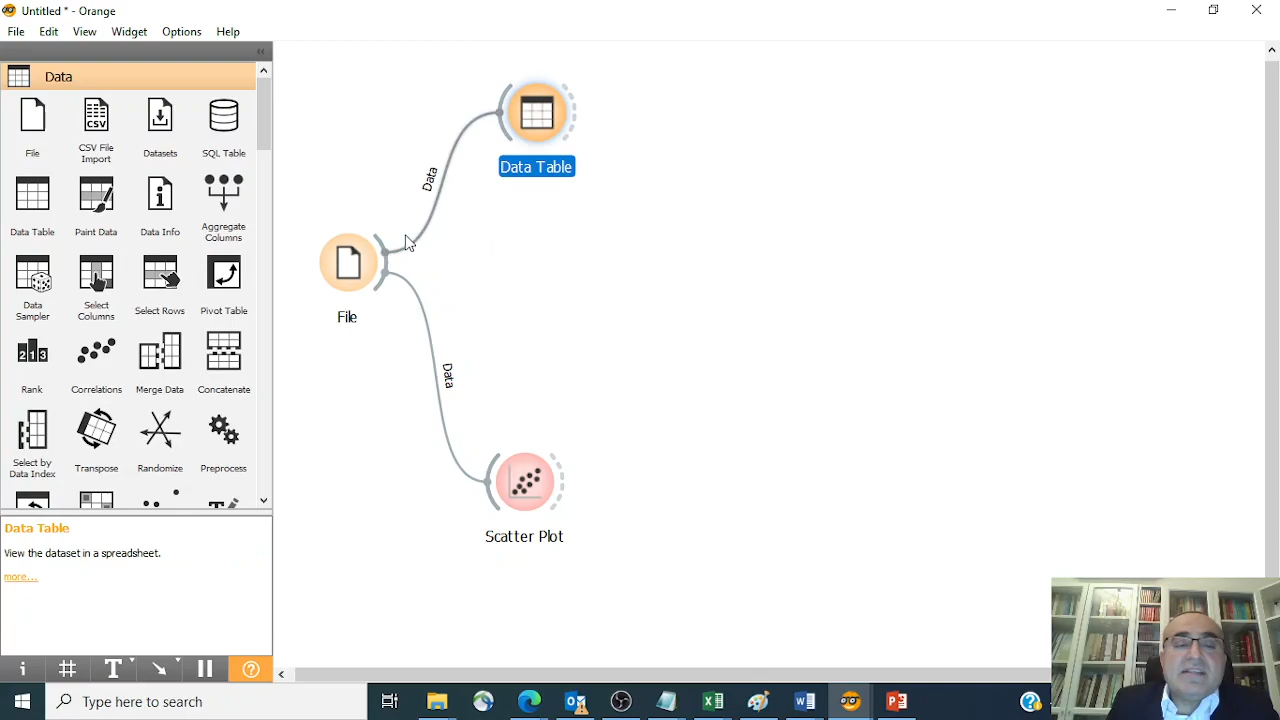 Untitled * - Orange
File Edit View Widget Options Help
Data
File
CSV File Import
Datasets
SQL Table
Data Table
Paint Data
Data Info
Aggregate Columns
Data Sampler
Select Columns
Select Rows
Pivot Table
Rank
Correlations
Merge Data
Concatenate
Select by Data Index
Transpose
Randomize
Preprocess
Data Table
View the dataset in a spreadsheet.
more...
Data Table
Data
File
Data
Scatter Plot
Type here to search